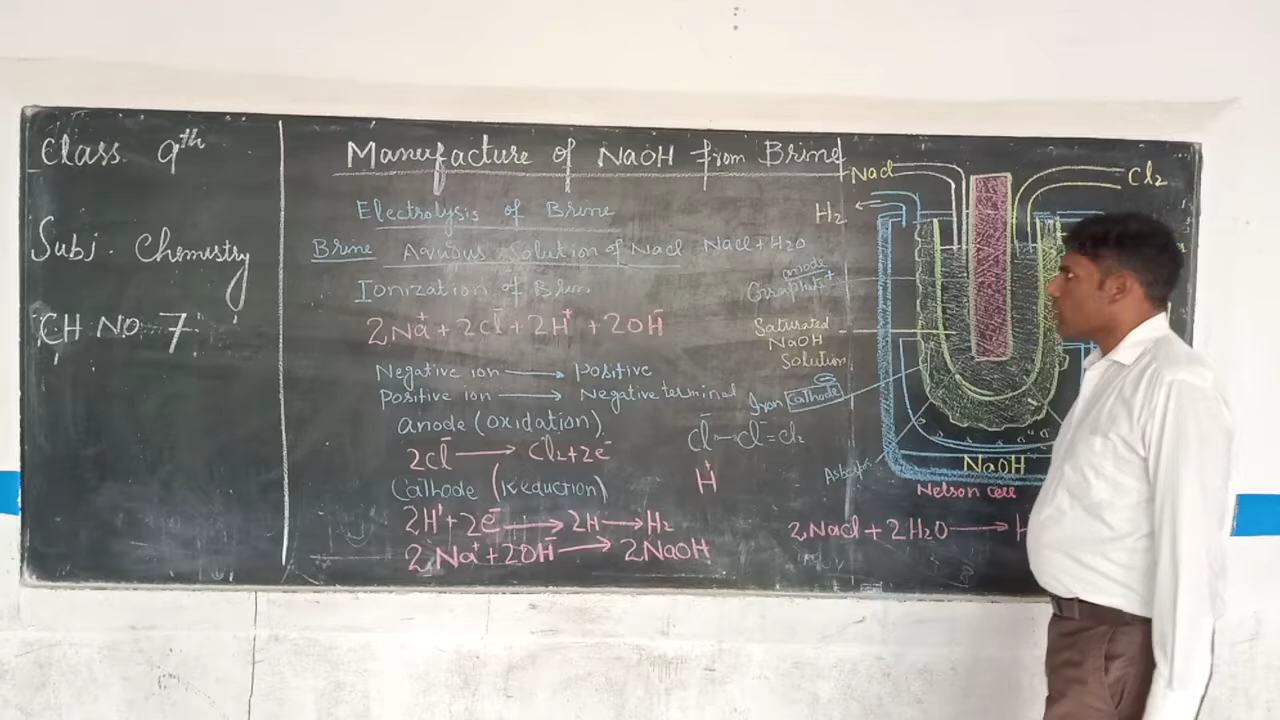 Class 9th
Subj. Chemistry
CH NO 7
Manufacture of NaOH from Brine
Electrolysis of Brine
Brine Aquous Solution of Nacl Nacl + H2O
Ionization of Brin
2Na⁺ + 2Cl⁻ + 2H⁺ + 2OH⁻
Negative ion → Positive
Positive ion → Negative terminal
anode (oxidation)
2Cl⁻ → Cl2 + 2e⁻
Cathode (Reduction)
2H⁺ + 2e⁻ → 2H → H2
2Na⁺ + 2OH⁻ → 2NaOH
Cl⁻ — Cl⁻ = Cl2
H⁺
Nacl
Cl2
H2
anode
Graphite +
Saturated
NaOH
Solution
Iron Cathode
NaOH
Nelson cell
2Nacl + 2H2O → H